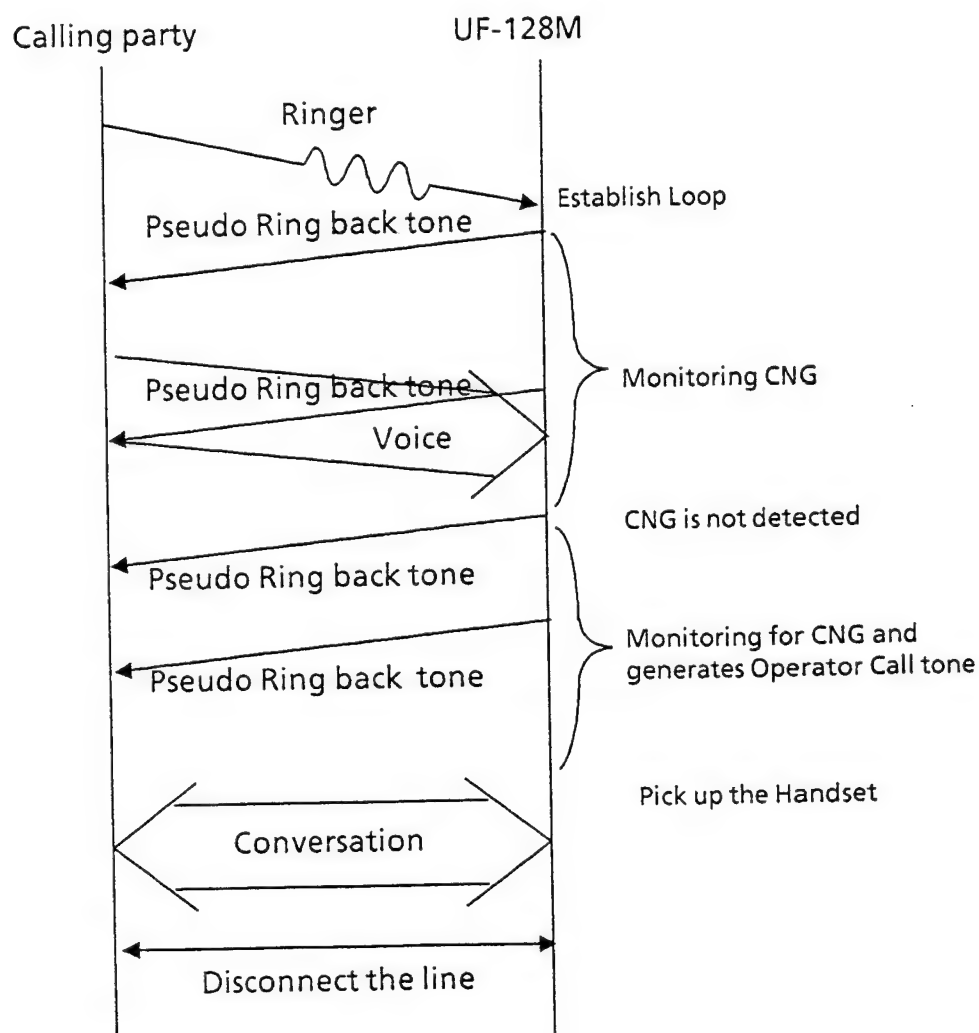 Calling party
UF-128M
Ringer
Establish Loop
Pseudo Ring back tone
Monitoring CNG
Pseudo Ring back tone
Voice
CNG is not detected
Pseudo Ring back tone
Monitoring for CNG and
generates Operator Call tone
Pseudo Ring back tone
Pick up the Handset
Conversation
Disconnect the line